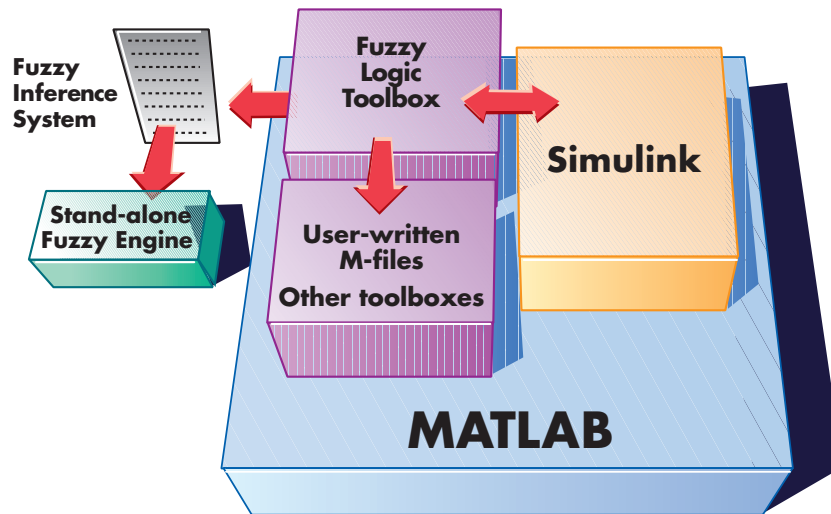 Fuzzy
Inference
System
Fuzzy
Logic
Toolbox
Simulink
Stand-alone
Fuzzy Engine
User-written
M-files
Other toolboxes
MATLAB